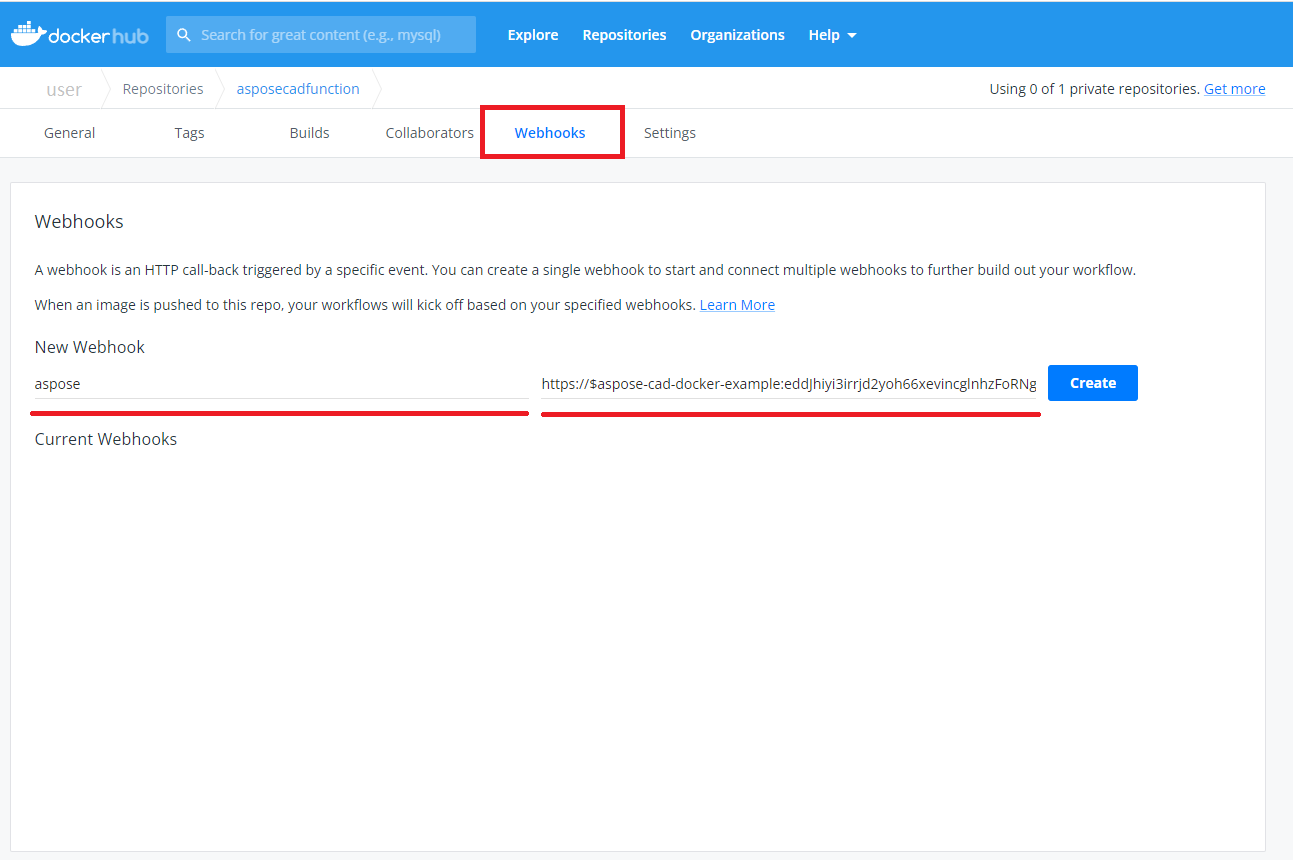 dockerhub Search for great content (e.g., mysql) Explore Repositories Organizations Help
user Repositories asposecadfunction Using 0 of 1 private repositories. Get more
General Tags Builds Collaborators Webhooks Settings
Webhooks
A webhook is an HTTP call-back triggered by a specific event. You can create a single webhook to start and connect multiple webhooks to further build out your workflow.
When an image is pushed to this repo, your workflows will kick off based on your specified webhooks. Learn More
New Webhook
aspose https://$aspose-cad-docker-example:eddJhiyi3irrjd2yoh66xevincglnhzFoRNg Create
Current Webhooks